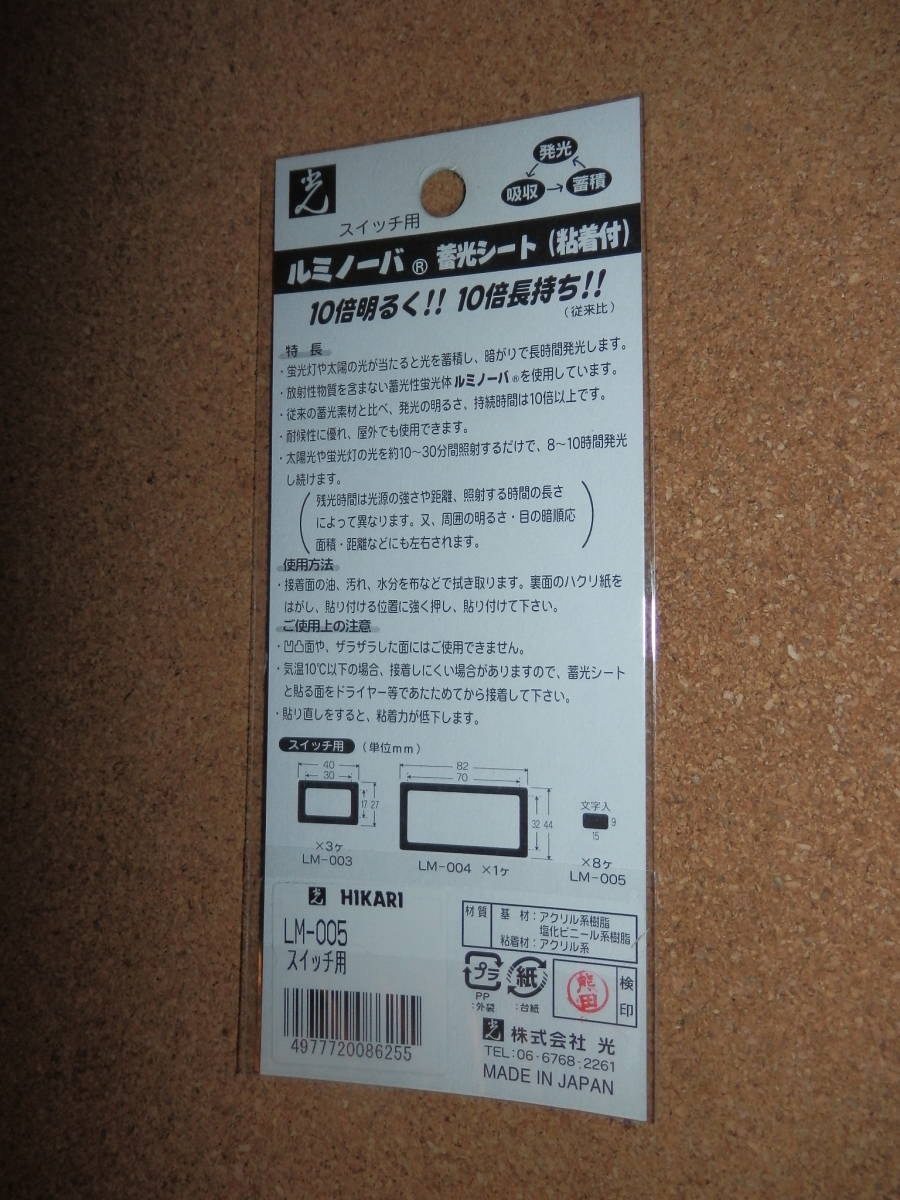 光
発光
吸収 → 蓄積
スイッチ用
ルミノーバ® 蓄光シート（粘着付）
10倍明るく!! 10倍長持ち!!
（従来比）
特 長
・蛍光灯や太陽の光が当たると光を蓄積し、暗がりで長時間発光します。
・放射性物質を含まない蓄光性蛍光体ルミノーバ®を使用しています。
・従来の蓄光素材と比べ、発光の明るさ、持続時間は10倍以上です。
・耐候性に優れ、屋外でも使用できます。
・太陽光や蛍光灯の光を約10～30分間照射するだけで、8～10時間発光
し続けます。
（残光時間は光源の強さや距離、照射する時間の長さ
によって異なります。又、周囲の明るさ・目の暗順応
面積・距離などにも左右されます。）
使用方法
・接着面の油、汚れ、水分を布などで拭き取ります。裏面のハクリ紙を
はがし、貼り付ける位置に強く押し、貼り付けて下さい。
ご使用上の注意
・凹凸面や、ザラザラした面にはご使用できません。
・気温10℃以下の場合、接着しにくい場合がありますので、蓄光シート
と貼る面をドライヤー等であたためてから接着して下さい。
・貼り直しをすると、粘着力が低下します。
スイッチ用 （単位mm）
40
30
17 27
×3ヶ
LM-003
82
70
32 44
LM-004 ×1ヶ
文字入
9
15
×8ヶ
LM-005
光 HIKARI
LM-005
スイッチ用
4977720086255
材質
基 材：アクリル系樹脂
塩化ビニール系樹脂
粘着材：アクリル系
プラ
PP
：外袋
紙
：台紙
熊田
検印
光 株式会社 光
TEL:06-6768-2261
MADE IN JAPAN